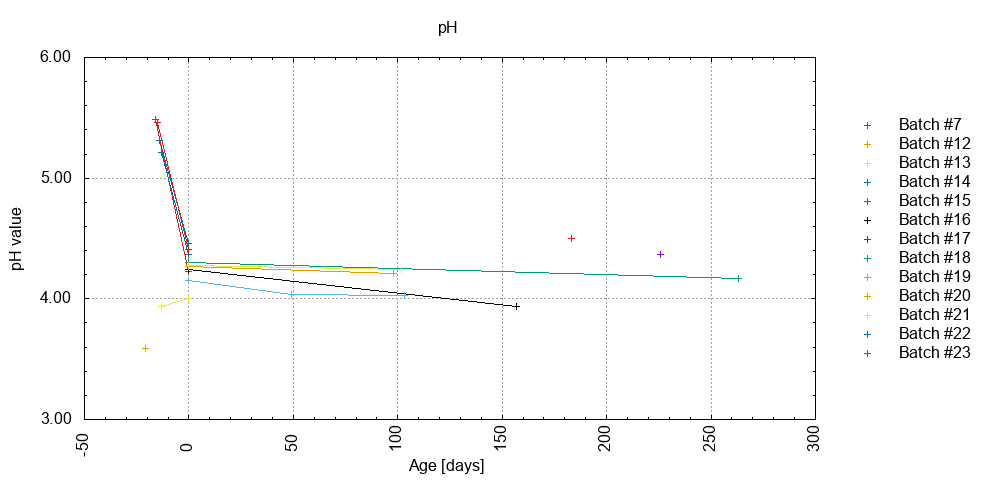 pH
6.00
5.00
4.00
3.00
pH value
-50
0
50
100
150
200
250
300
Age [days]
Batch #7
Batch #12
Batch #13
Batch #14
Batch #15
Batch #16
Batch #17
Batch #18
Batch #19
Batch #20
Batch #21
Batch #22
Batch #23